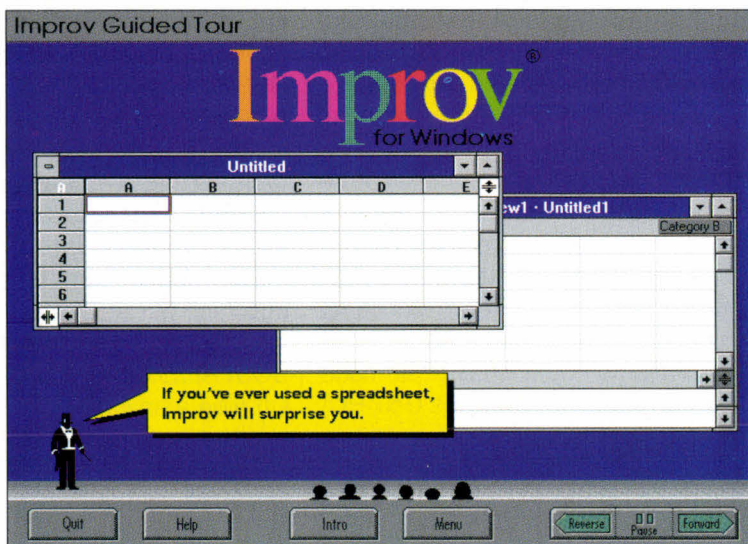 Improv Guided Tour
Improv®
for Windows
Untitled
A A B C D E
1
2
3
4
5
6
ew1 · Untitled1
Category B
If you've ever used a spreadsheet,
Improv will surprise you.
Quit Help Intro Menu Reverse Pause Forward